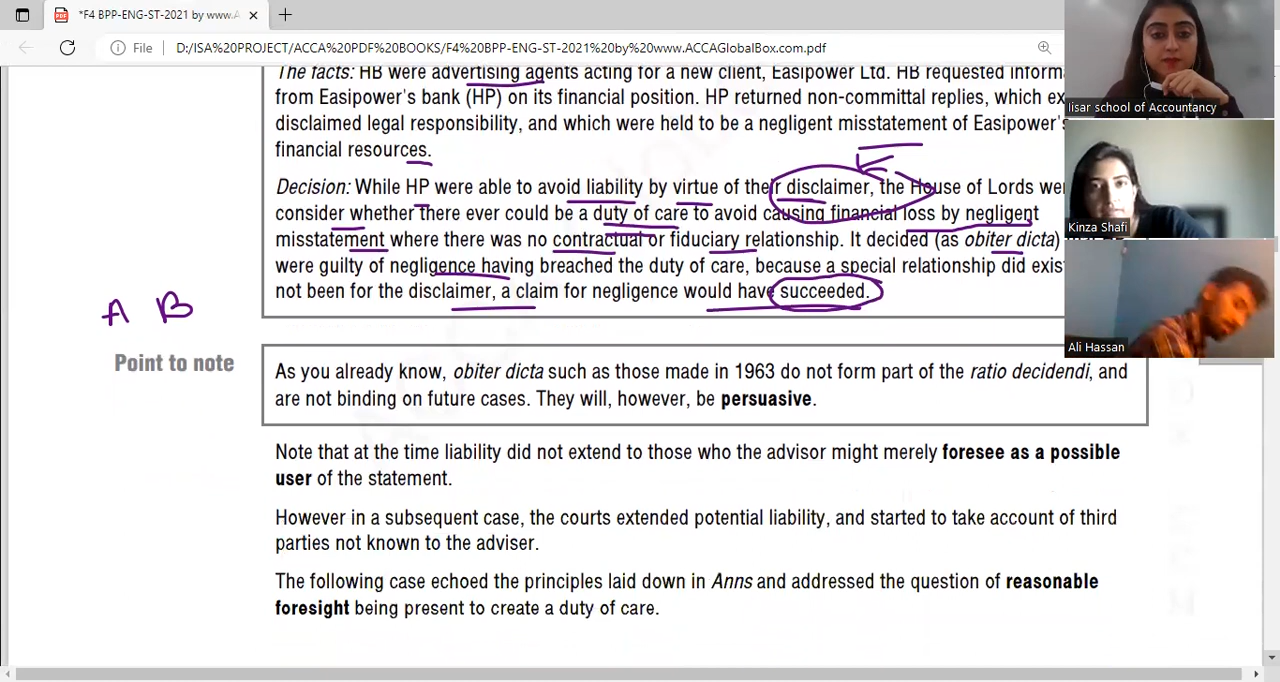 *F4 BPP-ENG-ST-2021 by www.A
File
D:/ISA%20PROJECT/ACCA%20PDF%20BOOKS/F4%20BPP-ENG-ST-2021%20by%20www.ACCAGlobalBox.com.pdf
The facts: HB were advertising agents acting for a new client, Easipower Ltd. HB requested inform
from Easipower's bank (HP) on its financial position. HP returned non-committal replies, which ex
disclaimed legal responsibility, and which were held to be a negligent misstatement of Easipower's
financial resources.
Decision: While HP were able to avoid liability by virtue of their disclaimer, the House of Lords wer
consider whether there ever could be a duty of care to avoid causing financial loss by negligent
misstatement where there was no contractual or fiduciary relationship. It decided (as obiter dicta)
were guilty of negligence having breached the duty of care, because a special relationship did exis
not been for the disclaimer, a claim for negligence would have succeeded.
A B
Point to note
As you already know, obiter dicta such as those made in 1963 do not form part of the ratio decidendi, and
are not binding on future cases. They will, however, be persuasive.
Note that at the time liability did not extend to those who the advisor might merely foresee as a possible
user of the statement.
However in a subsequent case, the courts extended potential liability, and started to take account of third
parties not known to the adviser.
The following case echoed the principles laid down in Anns and addressed the question of reasonable
foresight being present to create a duty of care.
lisar school of Accountancy
Kinza Shafi
Ali Hassan